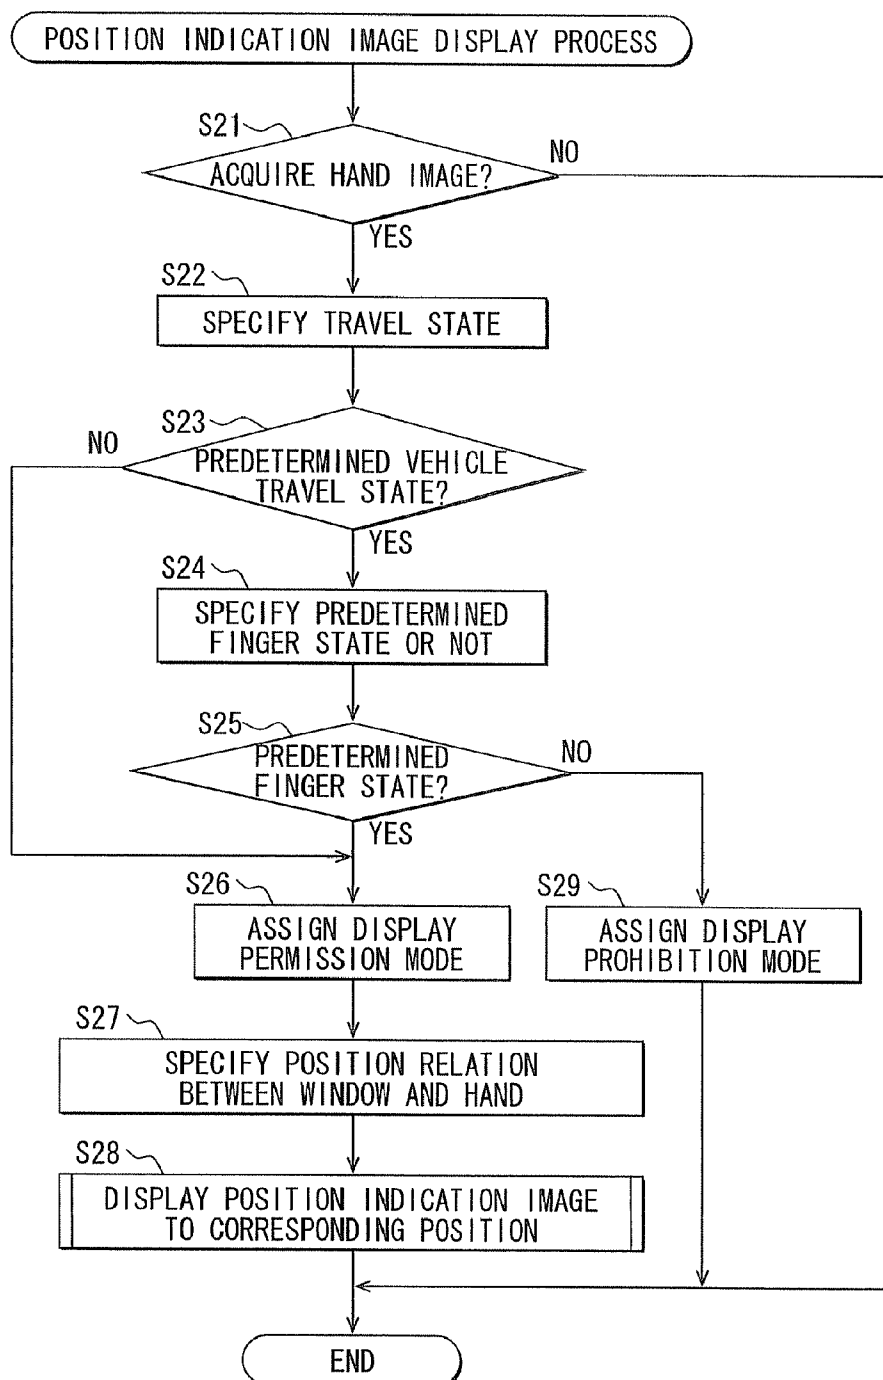 POSITION INDICATION IMAGE DISPLAY PROCESS
S21
ACQUIRE HAND IMAGE?
NO
YES
S22
SPECIFY TRAVEL STATE
S23
NO
PREDETERMINED VEHICLE
TRAVEL STATE?
YES
S24
SPECIFY PREDETERMINED
FINGER STATE OR NOT
S25
PREDETERMINED
FINGER STATE?
NO
YES
S26
ASSIGN DISPLAY
PERMISSION MODE
S29
ASSIGN DISPLAY
PROHIBITION MODE
S27
SPECIFY POSITION RELATION
BETWEEN WINDOW AND HAND
S28
DISPLAY POSITION INDICATION IMAGE
TO CORRESPONDING POSITION
END